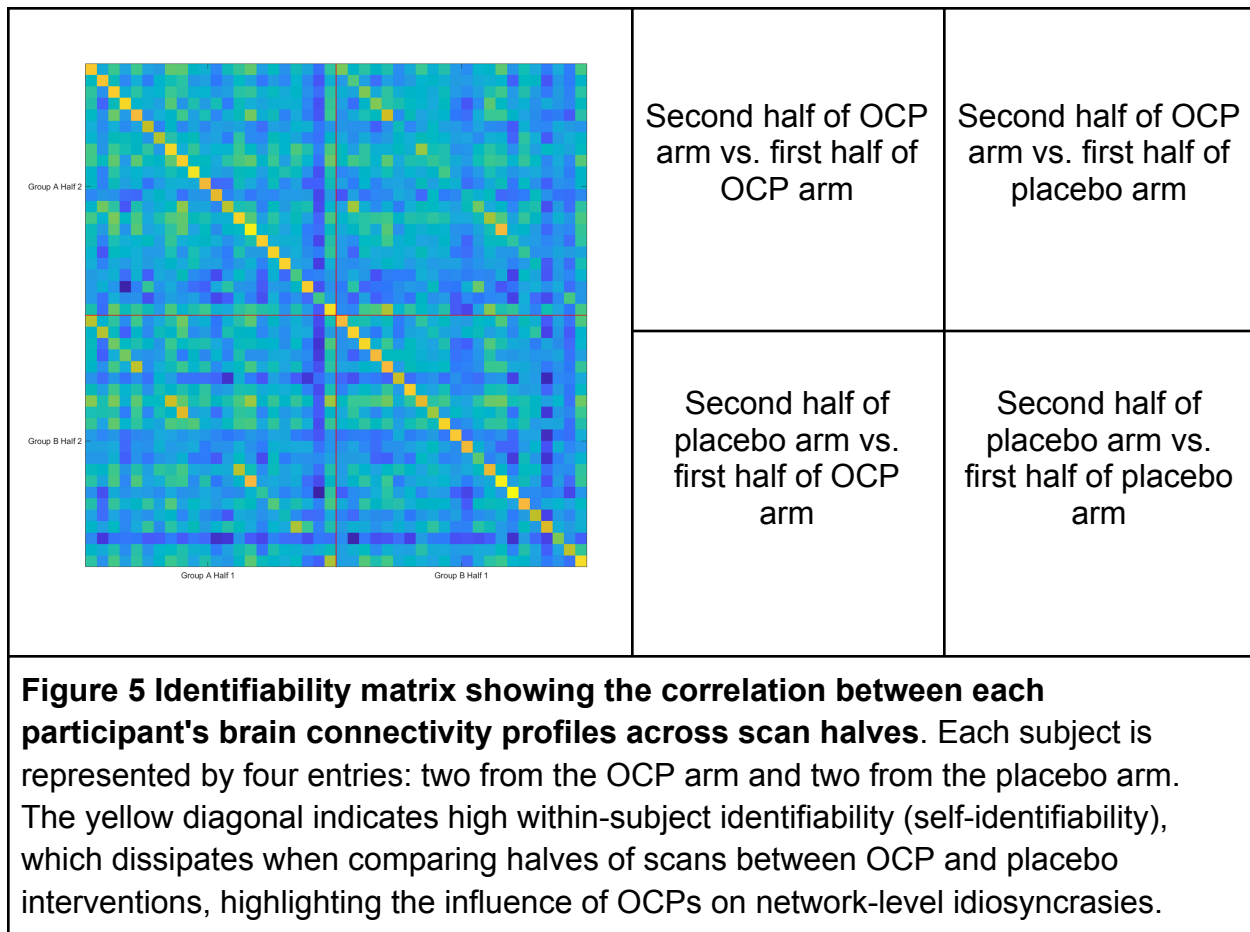 Group A Half 2
Group B Half 2
Group A Half 1
Group B Half 1
Second half of OCP
arm vs. first half of
OCP arm
Second half of OCP
arm vs. first half of
placebo arm
Second half of
placebo arm vs.
first half of OCP
arm
Second half of
placebo arm vs.
first half of placebo
arm
Figure 5 Identifiability matrix showing the correlation between each
participant's brain connectivity profiles across scan halves. Each subject is
represented by four entries: two from the OCP arm and two from the placebo arm.
The yellow diagonal indicates high within-subject identifiability (self-identifiability),
which dissipates when comparing halves of scans between OCP and placebo
interventions, highlighting the influence of OCPs on network-level idiosyncrasies.